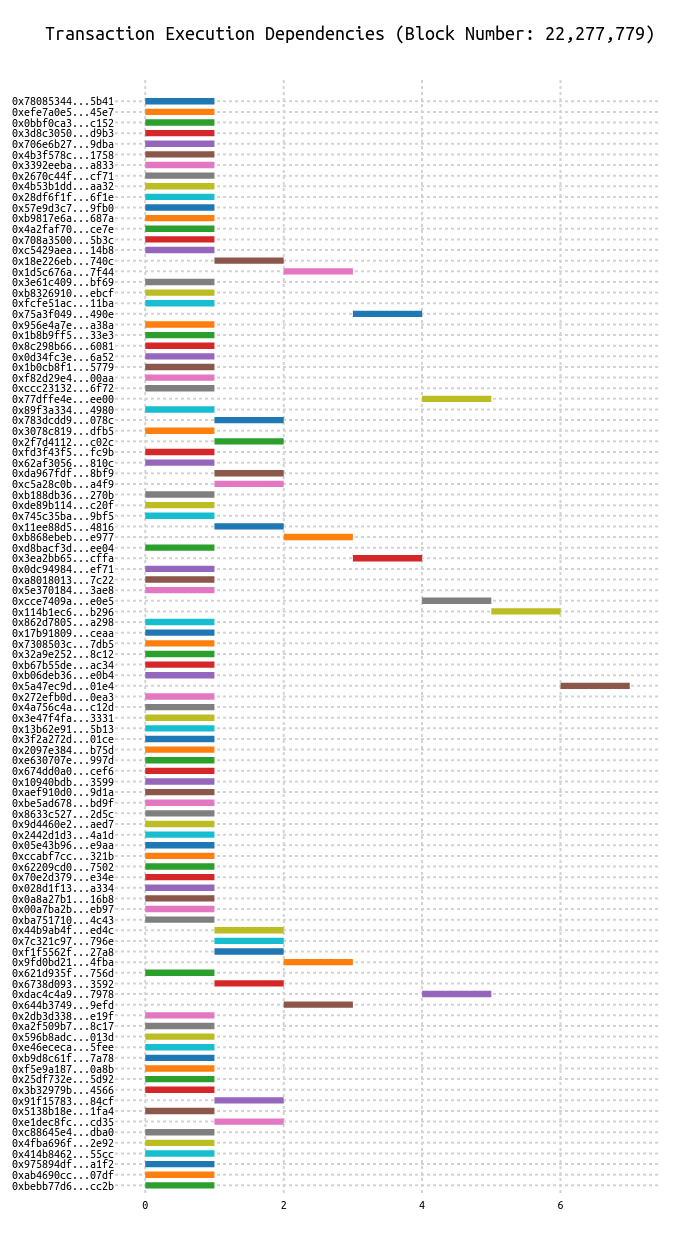 Transaction Execution Dependencies (Block Number: 22,277,779)
0x78085344...5b41
0xefe7a0e5...45e7
0x0bbf0ca3...c152
0x3d8c3050...d9b3
0x706e6b27...9dba
0x4b3f578c...1758
0x3392eeba...a833
0x2670c44f...cf71
0x4b53b1dd...aa32
0x28df6f1f...6f1e
0x57e9d3c7...9fb0
0xb9817e6a...687a
0x4a2faf70...ce7e
0x708a3500...5b3c
0xc5429aea...14b8
0x18e226eb...740c
0x1d5c676a...7f44
0x3e61c409...bf69
0xb8326910...ebcf
0xfcfe51ac...11ba
0x75a3f049...490e
0x956e4a7e...a38a
0x1b8b9ff5...33e3
0x8c298b66...6081
0x0d34fc3e...6a52
0x1b0cb8f1...5779
0xf82d29e4...00aa
0xccc23132...6f72
0x77dffe4e...ee00
0x89f3a334...4980
0x783dcdd9...078c
0x3078c819...dfb5
0x2f7d4112...c02c
0xfd3f43f5...fc9b
0x62af3056...810c
0xda967fdf...8bf9
0xc5a28c0b...a4f9
0xb188db36...270b
0xde89b114...c20f
0x745c35ba...9bf5
0x11ee88d5...4816
0xb868ebeb...e977
0xd8bacf3d...ee04
0x3ea2bb65...cffa
0x0dc94984...ef71
0xa8018013...7c22
0x5e370184...3ae8
0xcce7409a...e0e5
0x114b1ec6...b296
0x862d7805...a298
0x17b91809...ceaa
0x7308503c...7db5
0x32a9e252...8c12
0xb67b55de...ac34
0xb06deb36...e0b4
0x5a47ec9d...01e4
0x272efb0d...0ea3
0x4a756c4a...c12d
0x3e47f4fa...3331
0x13b62e91...5b13
0x3f2a272d...01ce
0x2097e384...b75d
0xe630707e...997d
0x674dd0a0...cef6
0x10940bdb...3599
0xaef910d0...9d1a
0xbe5ad678...bd9f
0x8633c527...2d5c
0x9d4460e2...aed7
0x2442d1d3...4a1d
0x05e43b96...e9aa
0xccabf7cc...321b
0x62209cd0...7502
0x70e2d379...e34e
0x028d1f13...a334
0x0a8a27b1...16b8
0x00a7ba2b...eb97
0xba751710...4c43
0x44b9ab4f...ed4c
0x7c321c97...796e
0xf1f5562f...27a8
0x9fd0bd21...4fba
0x621d935f...756d
0x6738d093...3592
0xdac4c4a9...7978
0x644b3749...9efd
0x2db3d338...e19f
0xa2f509b7...8c17
0x596b8adc...013d
0xe46ececa...5fee
0xb9d8c61f...7a78
0xf5e9a187...0a8b
0x25df732e...5d92
0x3b32979b...4566
0x91f15783...84cf
0x5138b18e...1fa4
0xe1dec8fc...cd35
0xc88645e4...dba0
0x4fba696f...2e92
0x414b8462...55cc
0x975894df...a1f2
0xab4690cc...07df
0xbebb77d6...cc2b
0 2 4 6